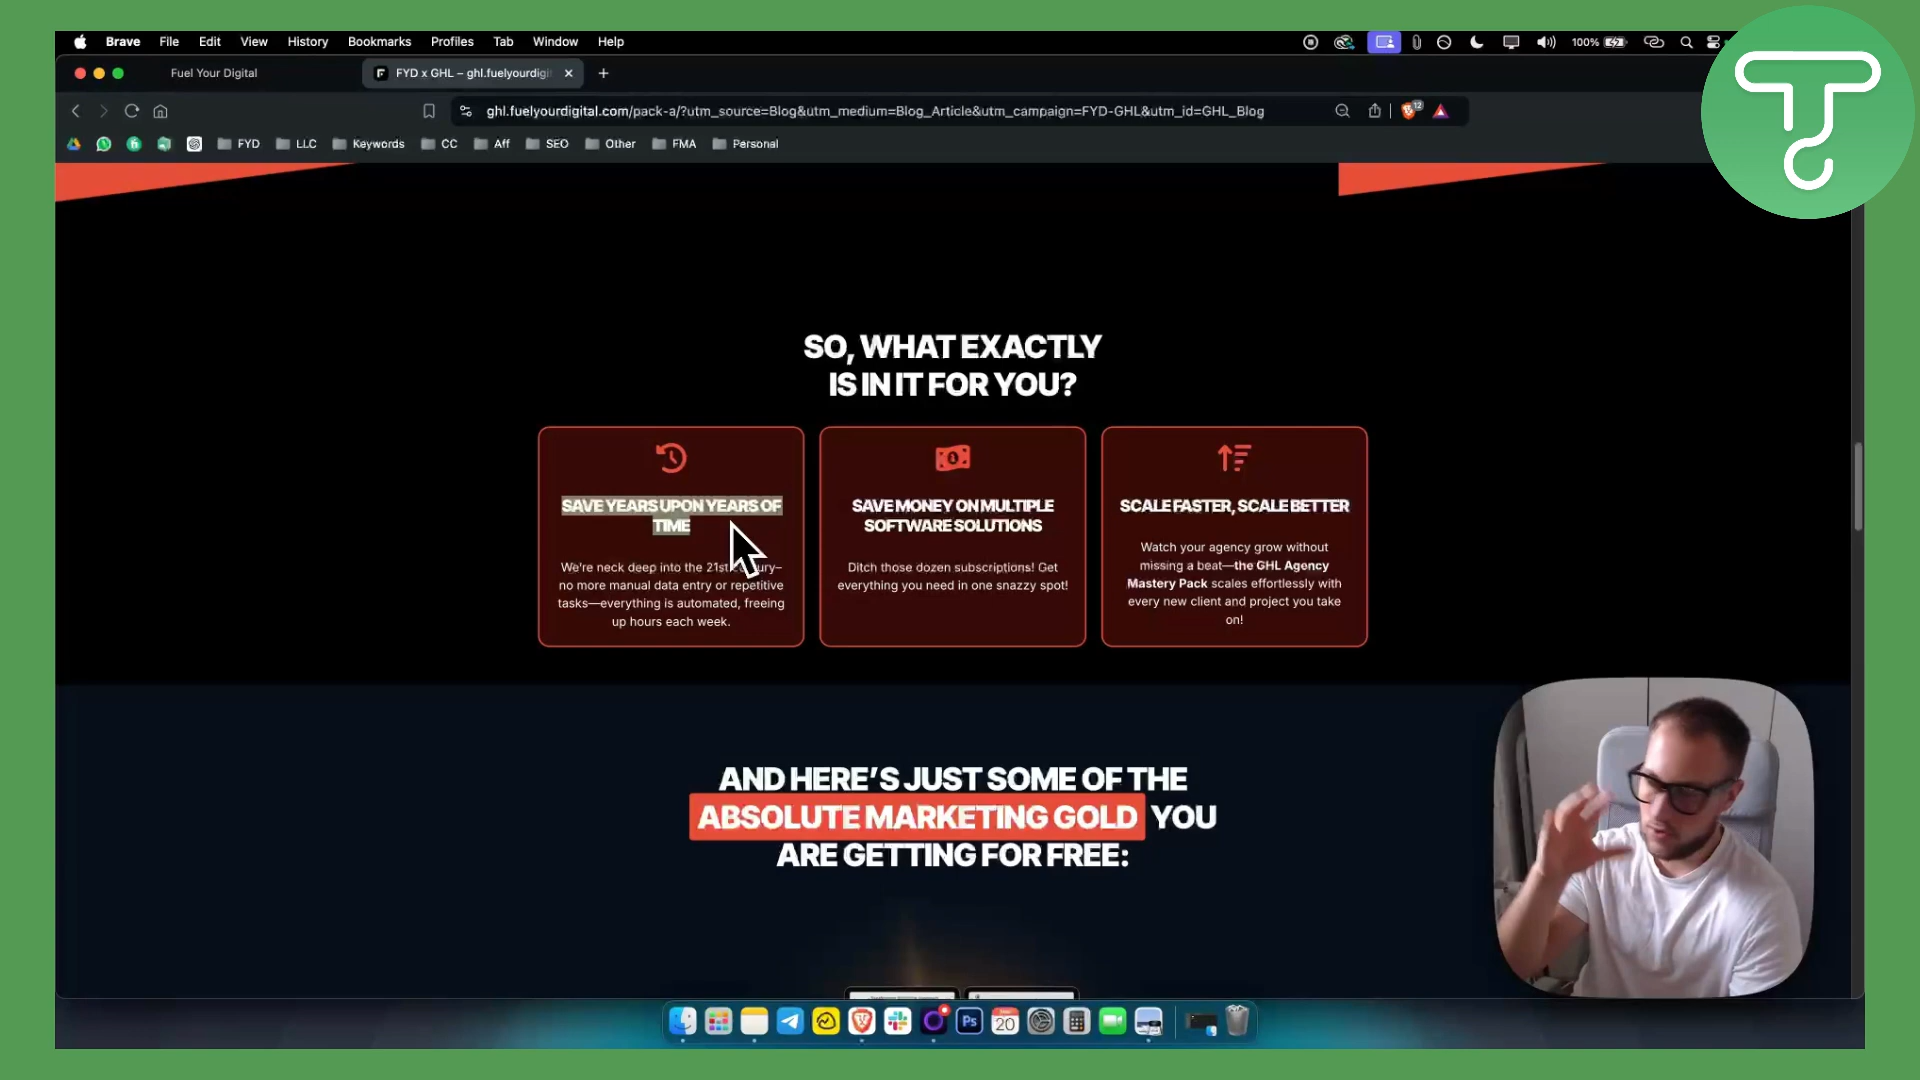 Brave File Edit View History Bookmarks Profiles Tab Window Help
100%
Fuel Your Digital
FYD x GHL – ghl.fuelyourdigi
ghl.fuelyourdigital.com/pack-a/?utm_source=Blog&utm_medium=Blog_Article&utm_campaign=FYD-GHL&utm_id=GHL_Blog
12
FYD LLC Keywords CC Aff SEO Other FMA Personal
SO, WHAT EXACTLY
IS IN IT FOR YOU?
SAVE YEARS UPON YEARS OF
TIME
We're neck deep into the 21st
no more manual data entry or repetitive
tasks—everything is automated, freeing
up hours each week.
SAVE MONEY ON MULTIPLE
SOFTWARE SOLUTIONS
Ditch those dozen subscriptions! Get
everything you need in one snazzy spot!
SCALE FASTER, SCALE BETTER
Watch your agency grow without
missing a beat—the GHL Agency
Mastery Pack scales effortlessly with
every new client and project you take
on!
AND HERE'S JUST SOME OF THE
ABSOLUTE MARKETING GOLD YOU
ARE GETTING FOR FREE:
Ps
20